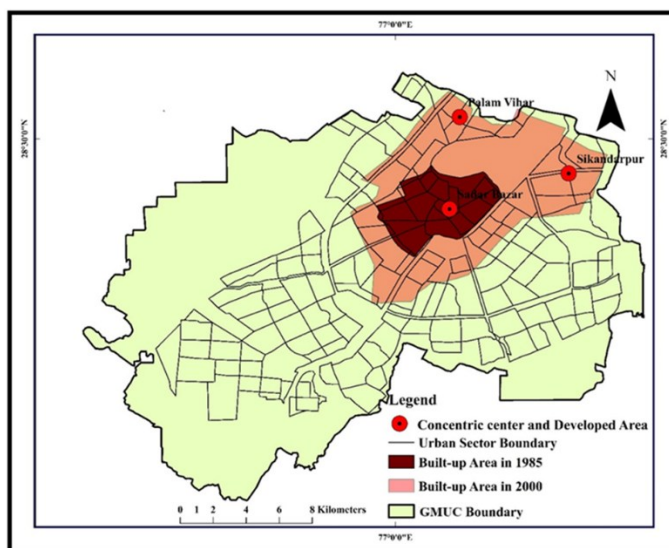 77°0'0"E
N
28°30'0"N
28°30'0"N
Palam Vihar
Sikandarpur
Sadar Bazar
Legend
Concentric center and Developed Area
Urban Sector Boundary
Built-up Area in 1985
Built-up Area in 2000
GMUC Boundary
0 1 2 4 6 8 Kilometers
77°0'0"E